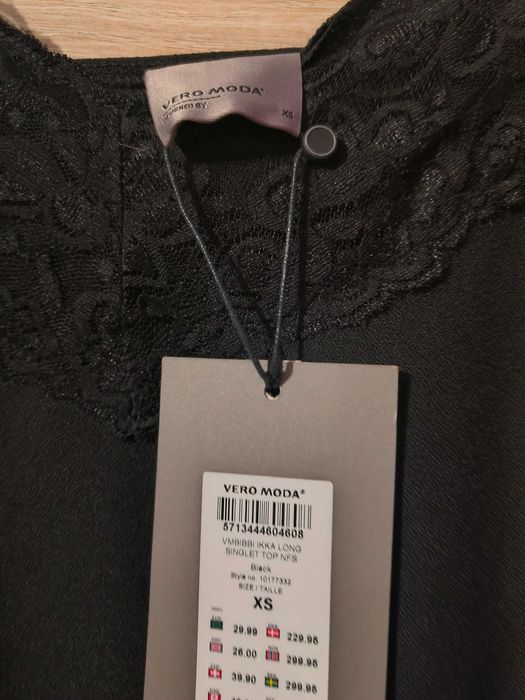 VERO MODA®
DESIGNED BY
XS
VERO MODA®
5713444604608
VMBIBBI IKKA LONG
SINGLET TOP NFS
Black
Style no. 10177332
SIZE / TAILLE
XS
29.99 229.95
26.00 299.95
39.90 299.95